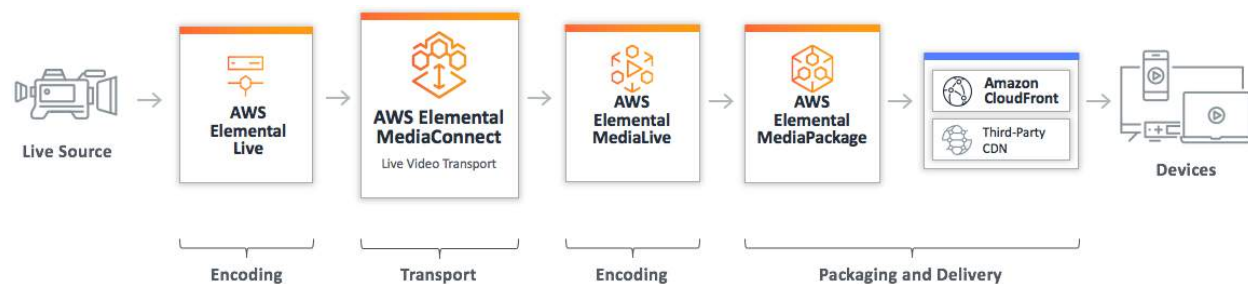 Live Source
AWS
Elemental
Live
AWS Elemental
MediaConnect
Live Video Transport
AWS
Elemental
MediaLive
AWS
Elemental
MediaPackage
Amazon
CloudFront
Third-Party
CDN
Devices
Encoding
Transport
Encoding
Packaging and Delivery